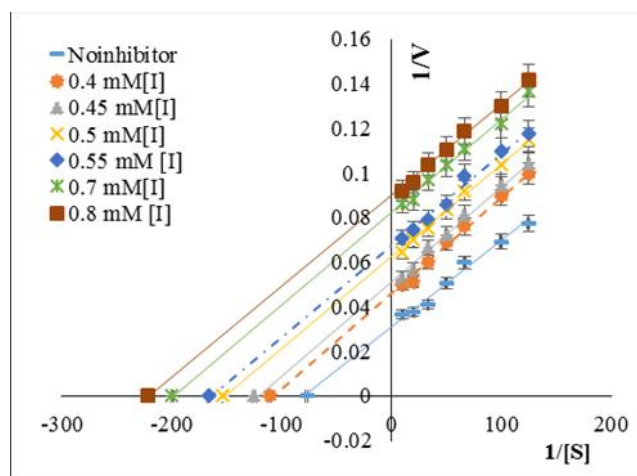 Noinhibitor
0.4 mM[I]
0.45 mM[I]
0.5 mM[I]
0.55 mM [I]
0.7 mM[I]
0.8 mM [I]
1/V
0.16
0.14
0.12
0.1
0.08
0.06
0.04
0.02
0
-0.02
-300 -200 -100 0 100 200
1/[S]